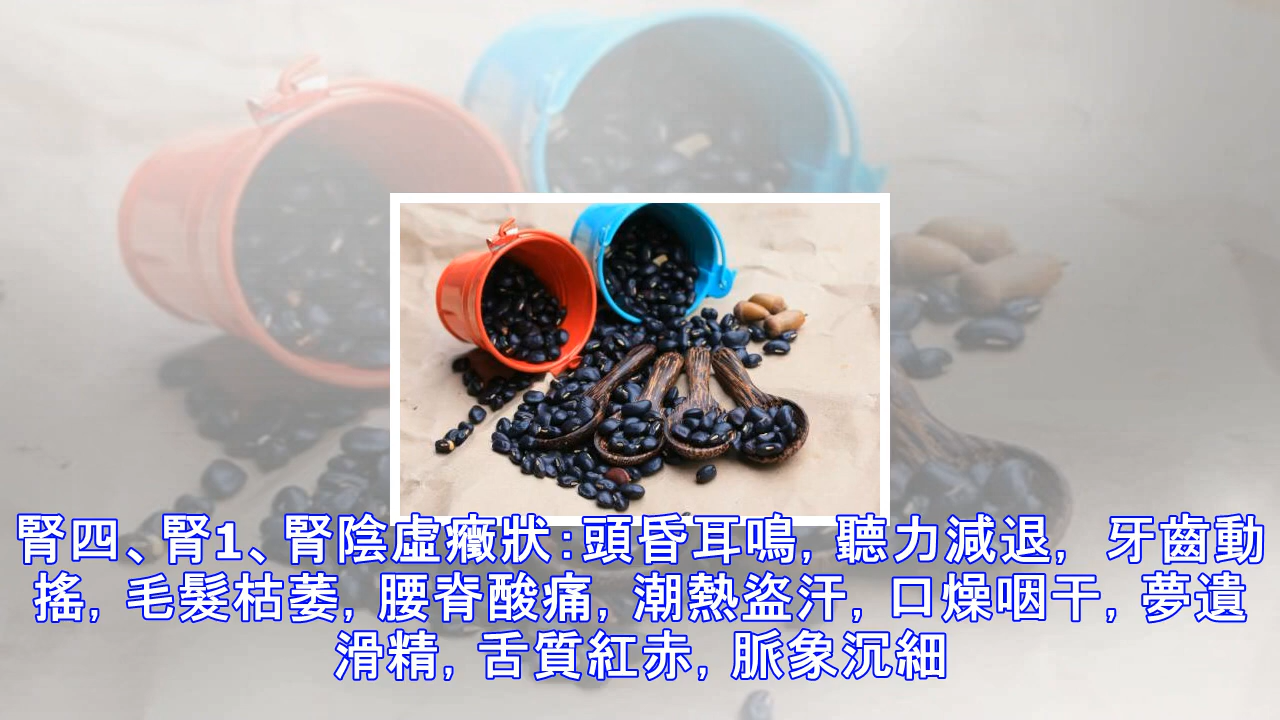 腎四、腎1、腎陰虛癥狀:頭昏耳鳴, 聽力減退, 牙齒動
搖, 毛髮枯萎, 腰脊酸痛, 潮熱盜汗, 口燥咽干, 夢遺
滑精, 舌質紅赤, 脈象沉細